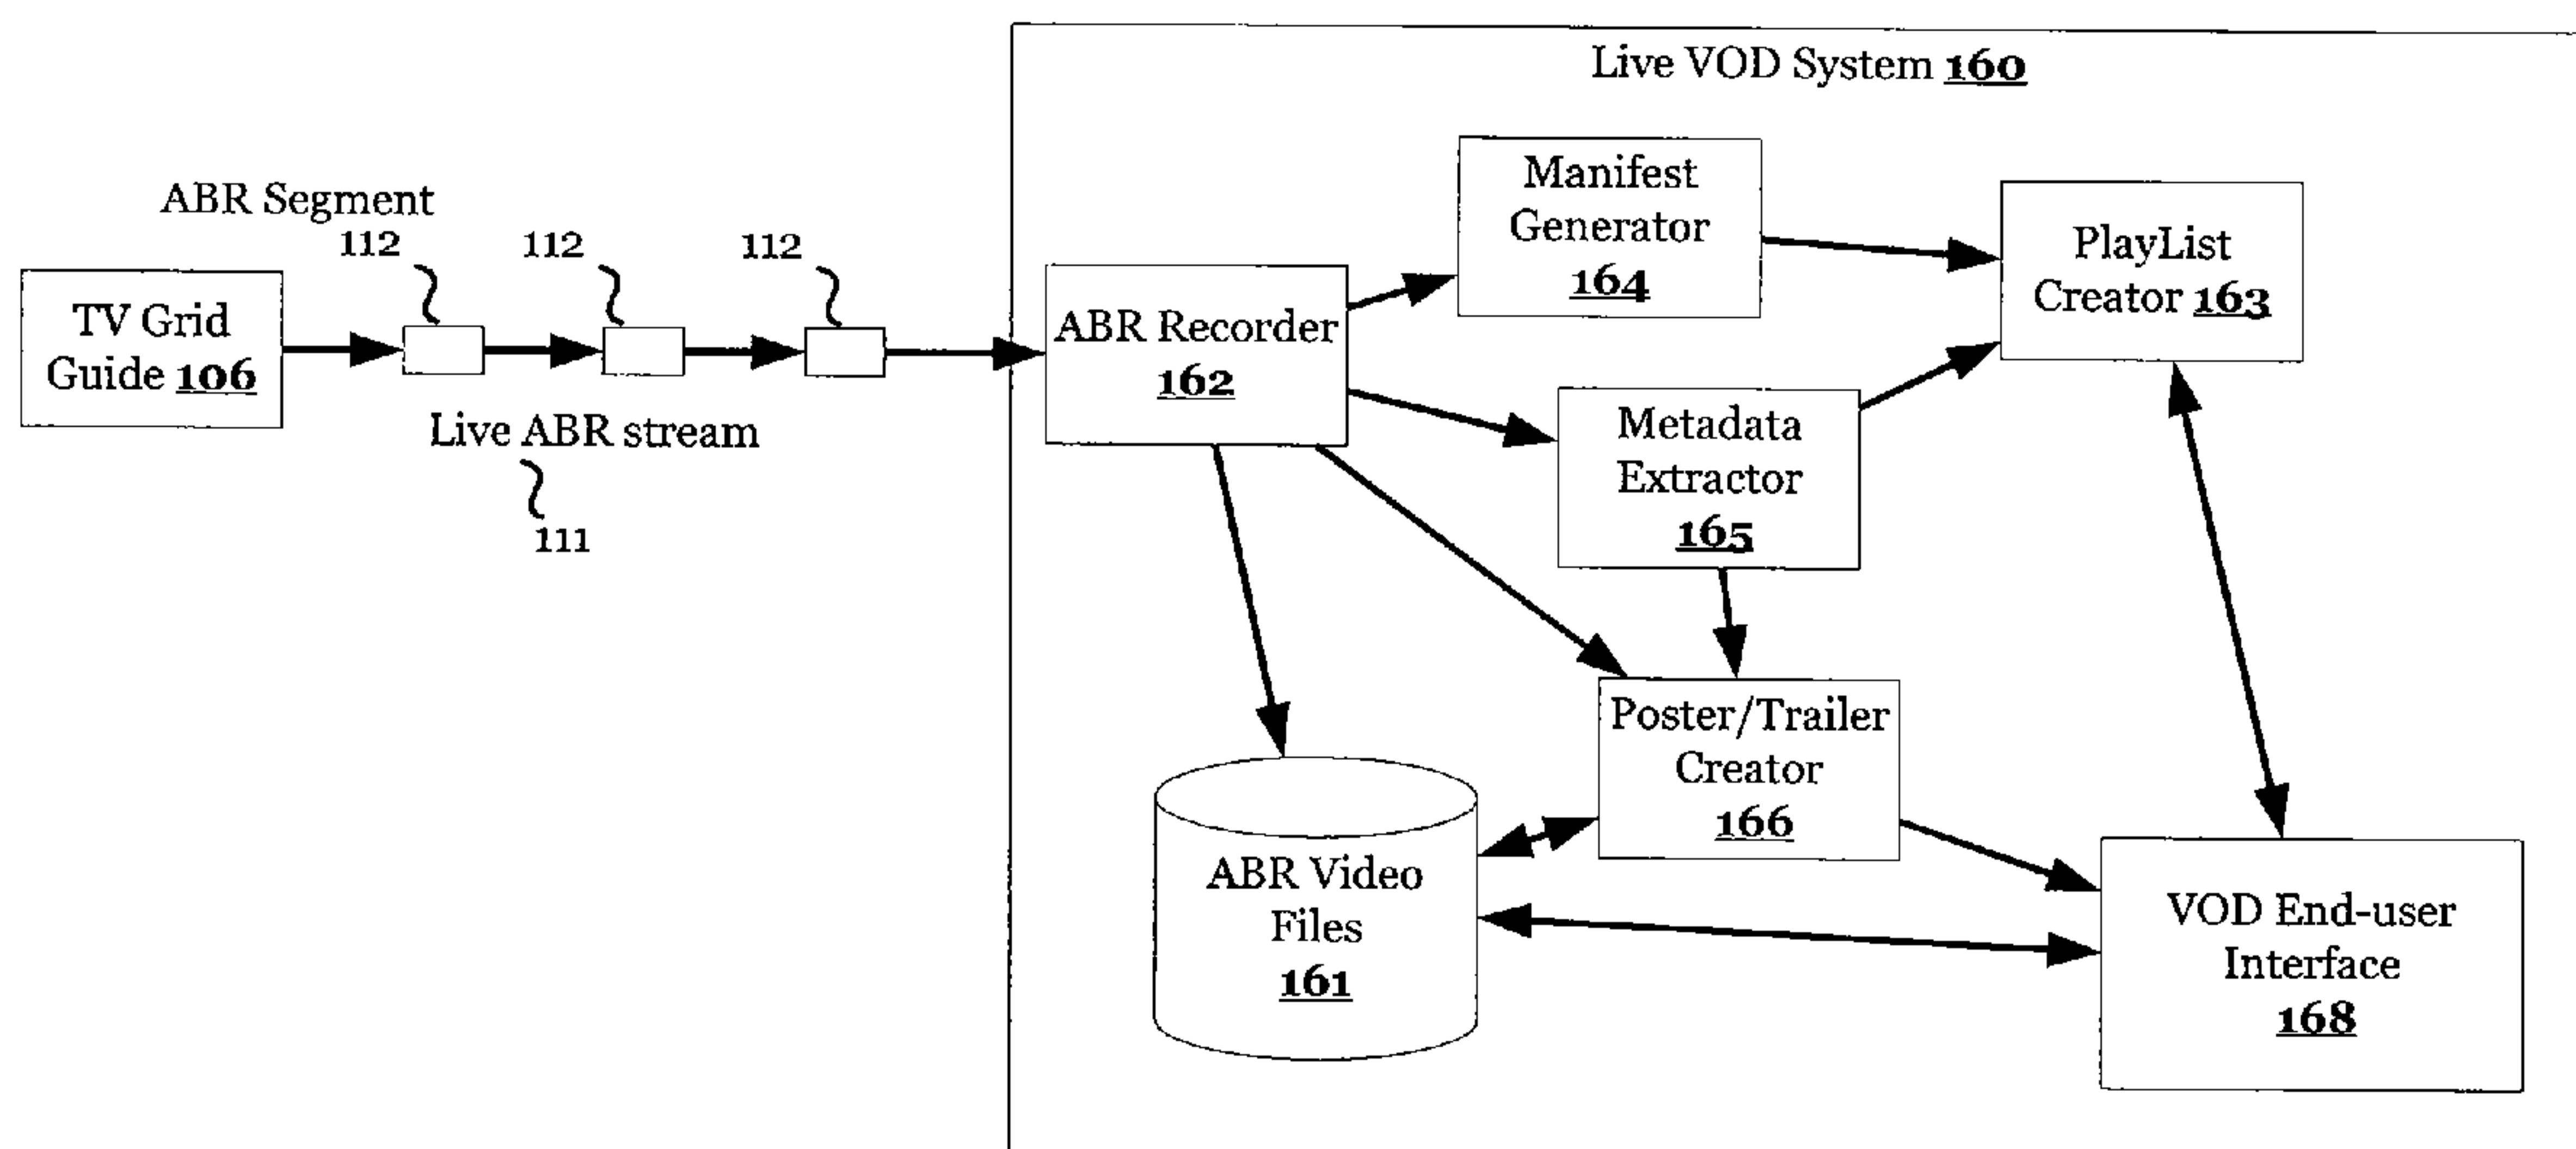 Live VOD System 160
ABR Segment
112
112
112
TV Grid
Guide 106
Live ABR stream
111
ABR Recorder
162
Manifest
Generator
164
PlayList
Creator 163
Metadata
Extractor
165
Poster/Trailer
Creator
166
ABR Video
Files
161
VOD End-user
Interface
168